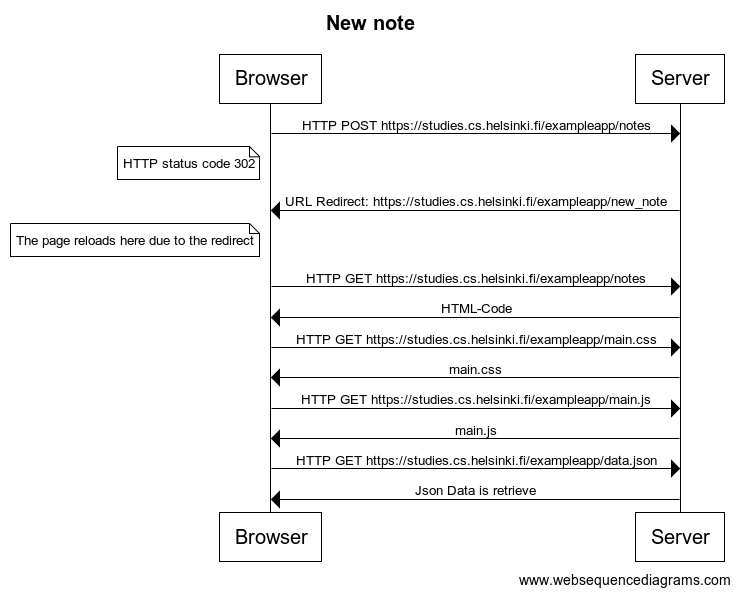 New note
Browser Server
HTTP POST https://studies.cs.helsinki.fi/exampleapp/notes
HTTP status code 302
URL Redirect: https://studies.cs.helsinki.fi/exampleapp/new_note
The page reloads here due to the redirect
HTTP GET https://studies.cs.helsinki.fi/exampleapp/notes
HTML-Code
HTTP GET https://studies.cs.helsinki.fi/exampleapp/main.css
main.css
HTTP GET https://studies.cs.helsinki.fi/exampleapp/main.js
main.js
HTTP GET https://studies.cs.helsinki.fi/exampleapp/data.json
Json Data is retrieve
Browser Server
www.websequencediagrams.com